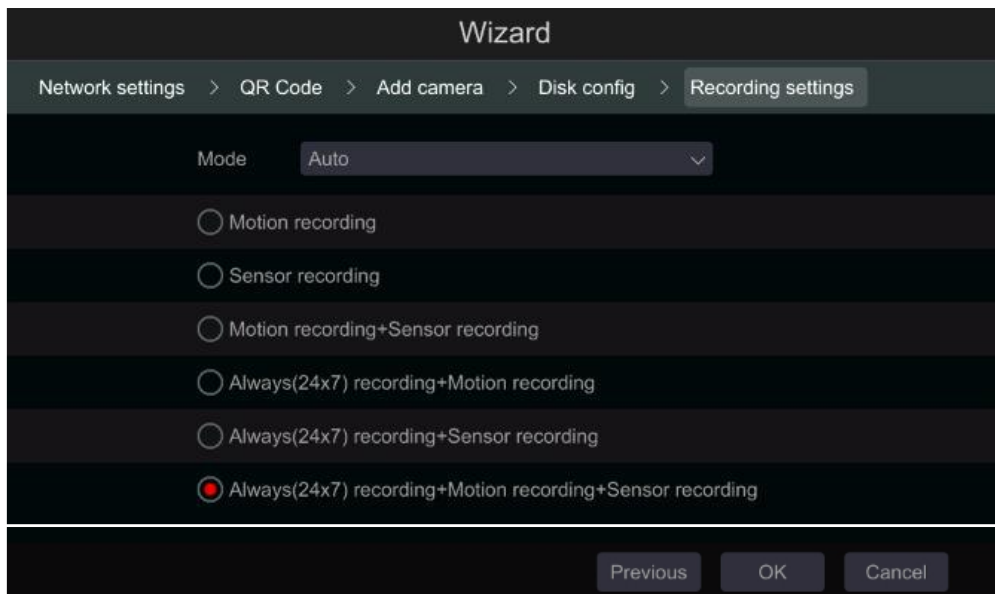 Wizard
Network settings > QR Code > Add camera > Disk config > Recording settings
Mode Auto
Motion recording
Sensor recording
Motion recording+Sensor recording
Always(24x7) recording+Motion recording
Always(24x7) recording+Sensor recording
Always(24x7) recording+Motion recording+Sensor recording
Previous OK Cancel